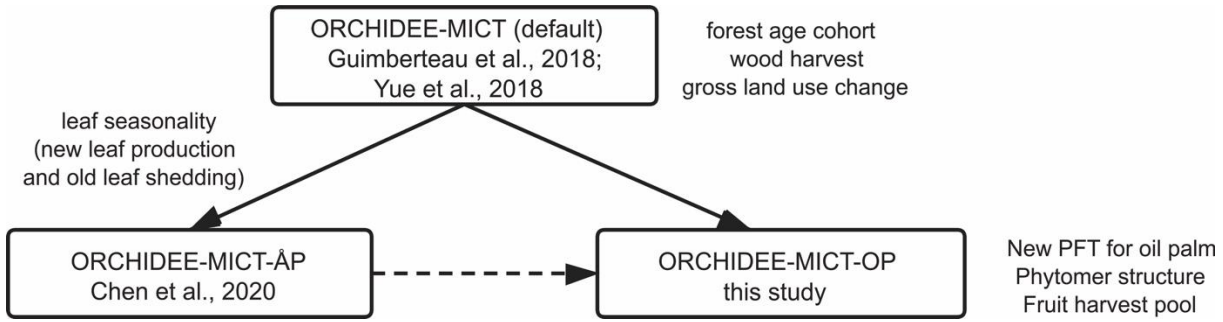 ORCHIDEE-MICT (default)
Guimberteau et al., 2018;
Yue et al., 2018
forest age cohort
wood harvest
gross land use change
leaf seasonality
(new leaf production
and old leaf shedding)
ORCHIDEE-MICT-ÅP
Chen et al., 2020
ORCHIDEE-MICT-OP
this study
New PFT for oil palm
Phytomer structure
Fruit harvest pool